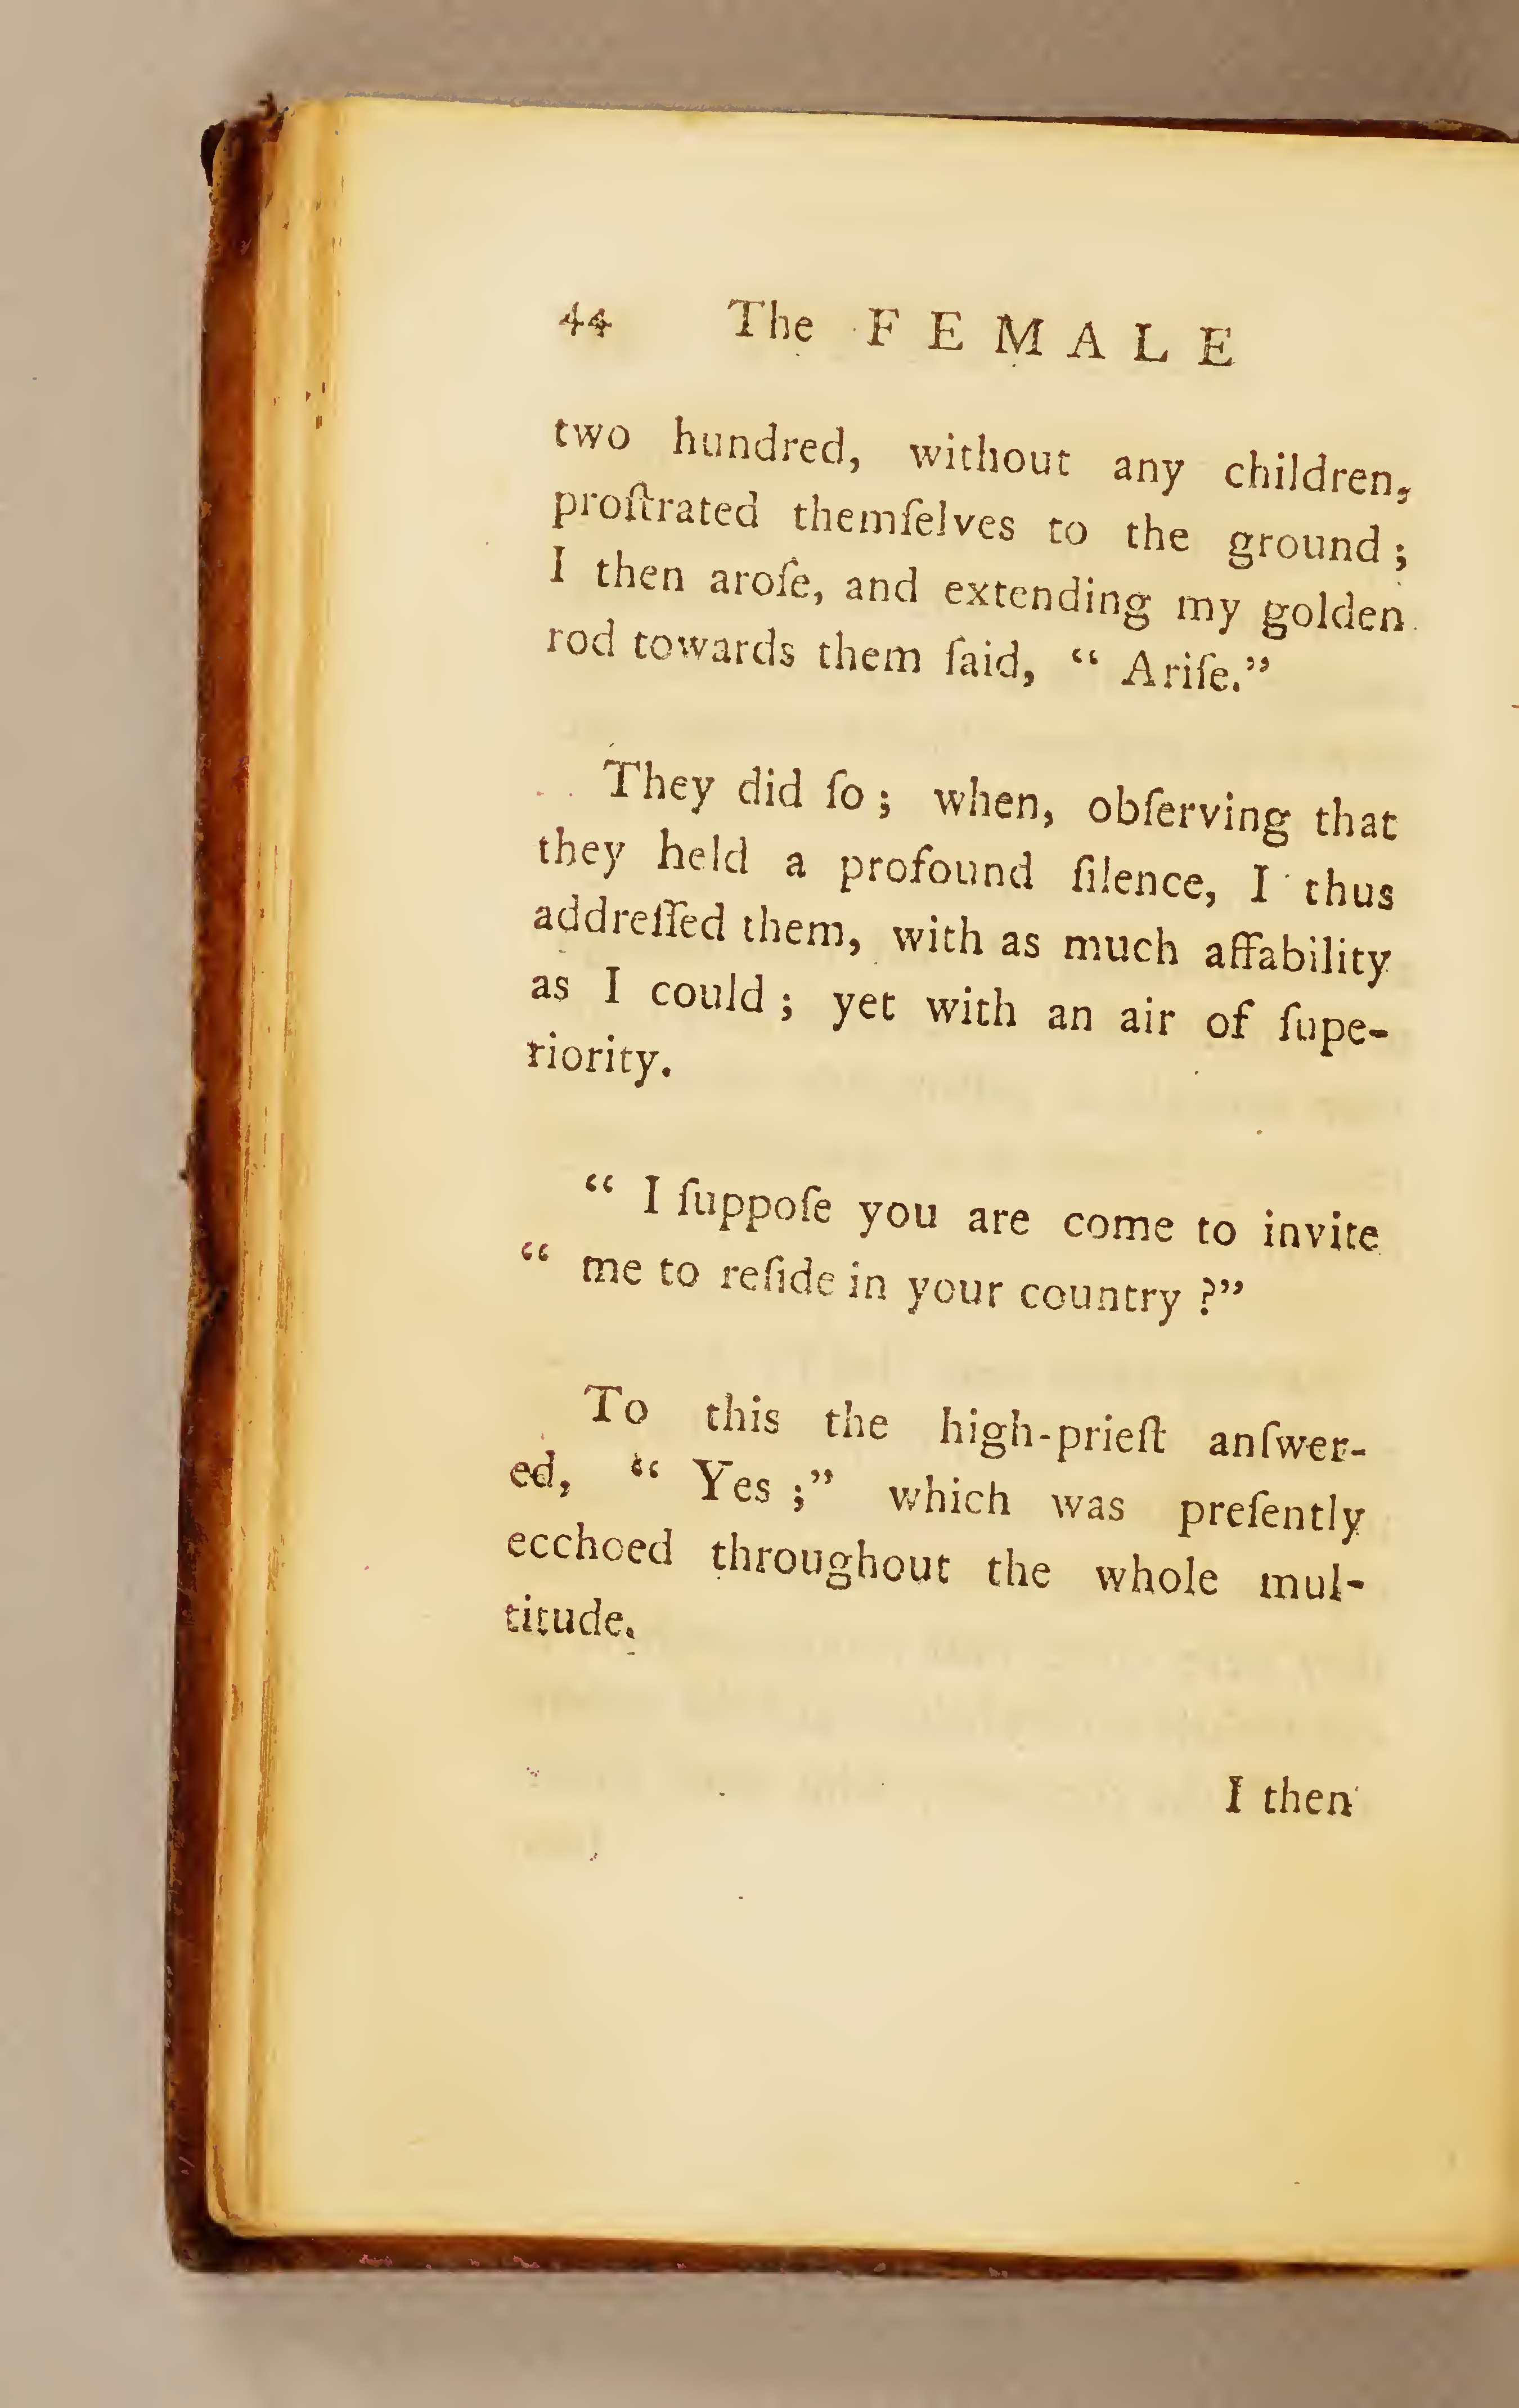 44 The FEMALE
two hundred, without any children,
proſtrated themſelves to the ground;
I then aroſe, and extending my golden
rod towards them ſaid, “ Ariſe.”
They did ſo; when, obſerving that
they held a profound ſilence, I thus
addreſſed them, with as much affability
as I could; yet with an air of ſupe-
riority.
“ I ſuppoſe you are come to invite
“ me to reſide in your country?”
To this the high-prieſt anſwer-
ed, “ Yes;” which was preſently
ecchoed throughout the whole mul-
titude.
I then